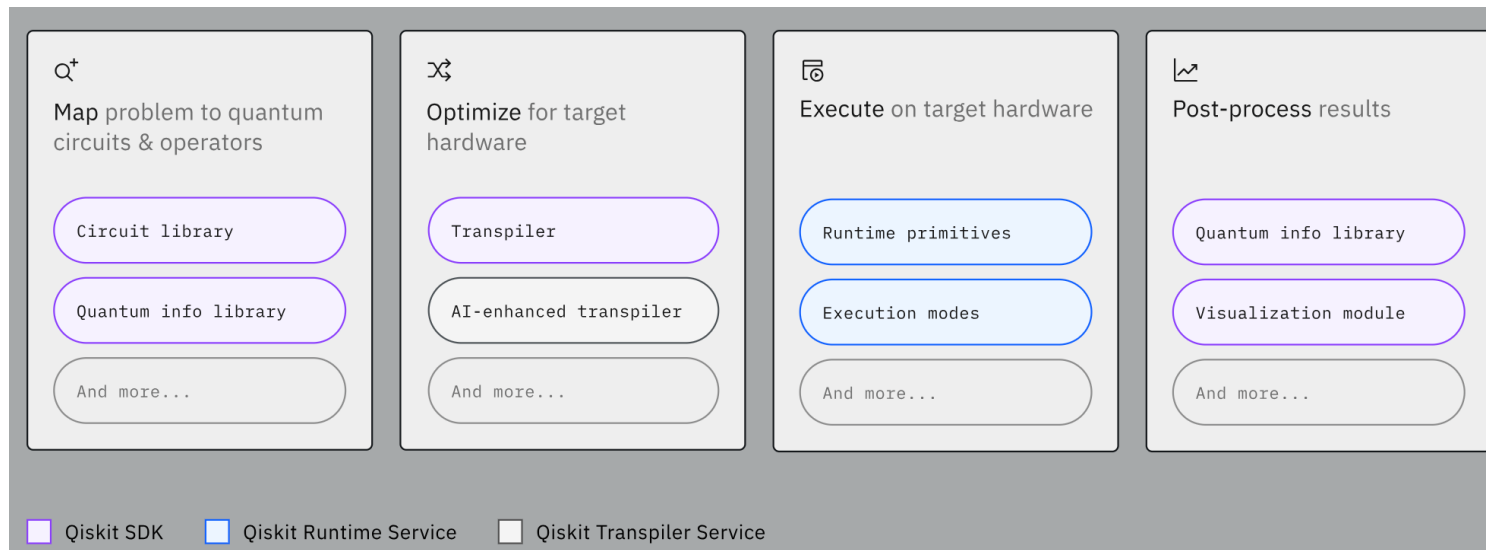 Map problem to quantum
circuits & operators
Circuit library
Quantum info library
And more...
Optimize for target
hardware
Transpiler
AI-enhanced transpiler
And more...
Execute on target hardware
Runtime primitives
Execution modes
And more...
Post-process results
Quantum info library
Visualization module
And more...
Qiskit SDK
Qiskit Runtime Service
Qiskit Transpiler Service